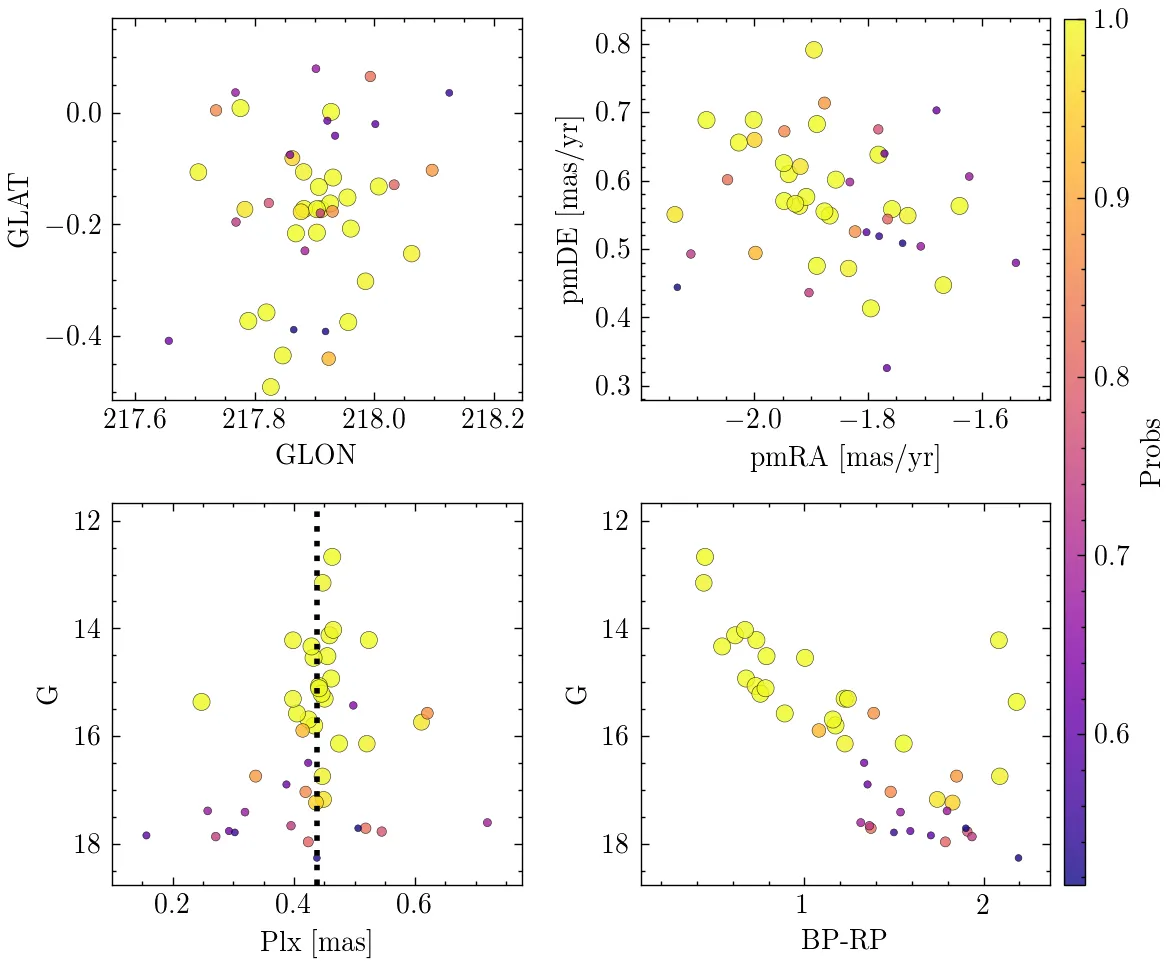 0.0
−0.2
−0.4
GLAT
217.6 217.8 218.0 218.2
GLON
0.8
0.7
0.6
0.5
0.4
0.3
pmDE [mas/yr]
−2.0 −1.8 −1.6
pmRA [mas/yr]
1.0
0.9
0.8
0.7
0.6
Probs
12
14
16
18
G
0.2 0.4 0.6
Plx [mas]
12
14
16
18
G
1 2
BP-RP